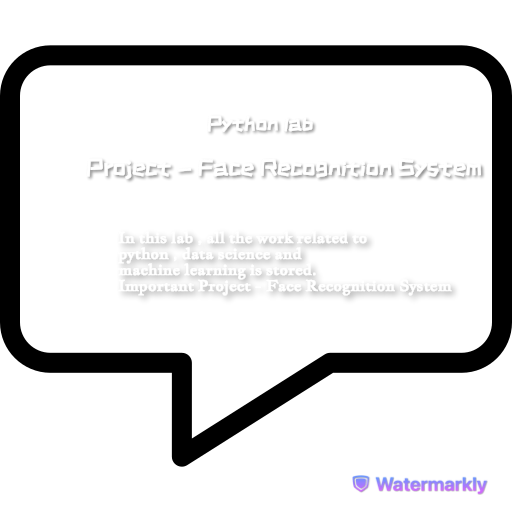 Python lab
Project - Face Recognition System
In this lab , all the work related to
python , data science and
machine learning is stored.
Important Project - Face Recognition System
Watermarkly